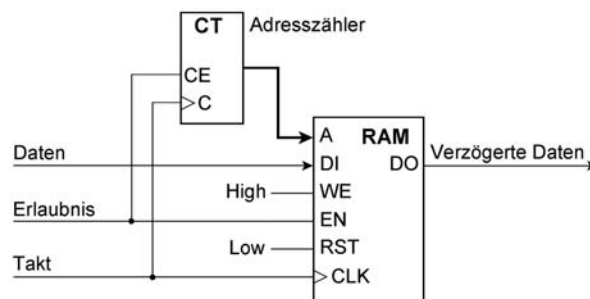 CT
Adresszähler
CE
C
A
RAM
Daten
DI
DO
Verzögerte Daten
High
WE
Erlaubnis
EN
Low
RST
Takt
CLK